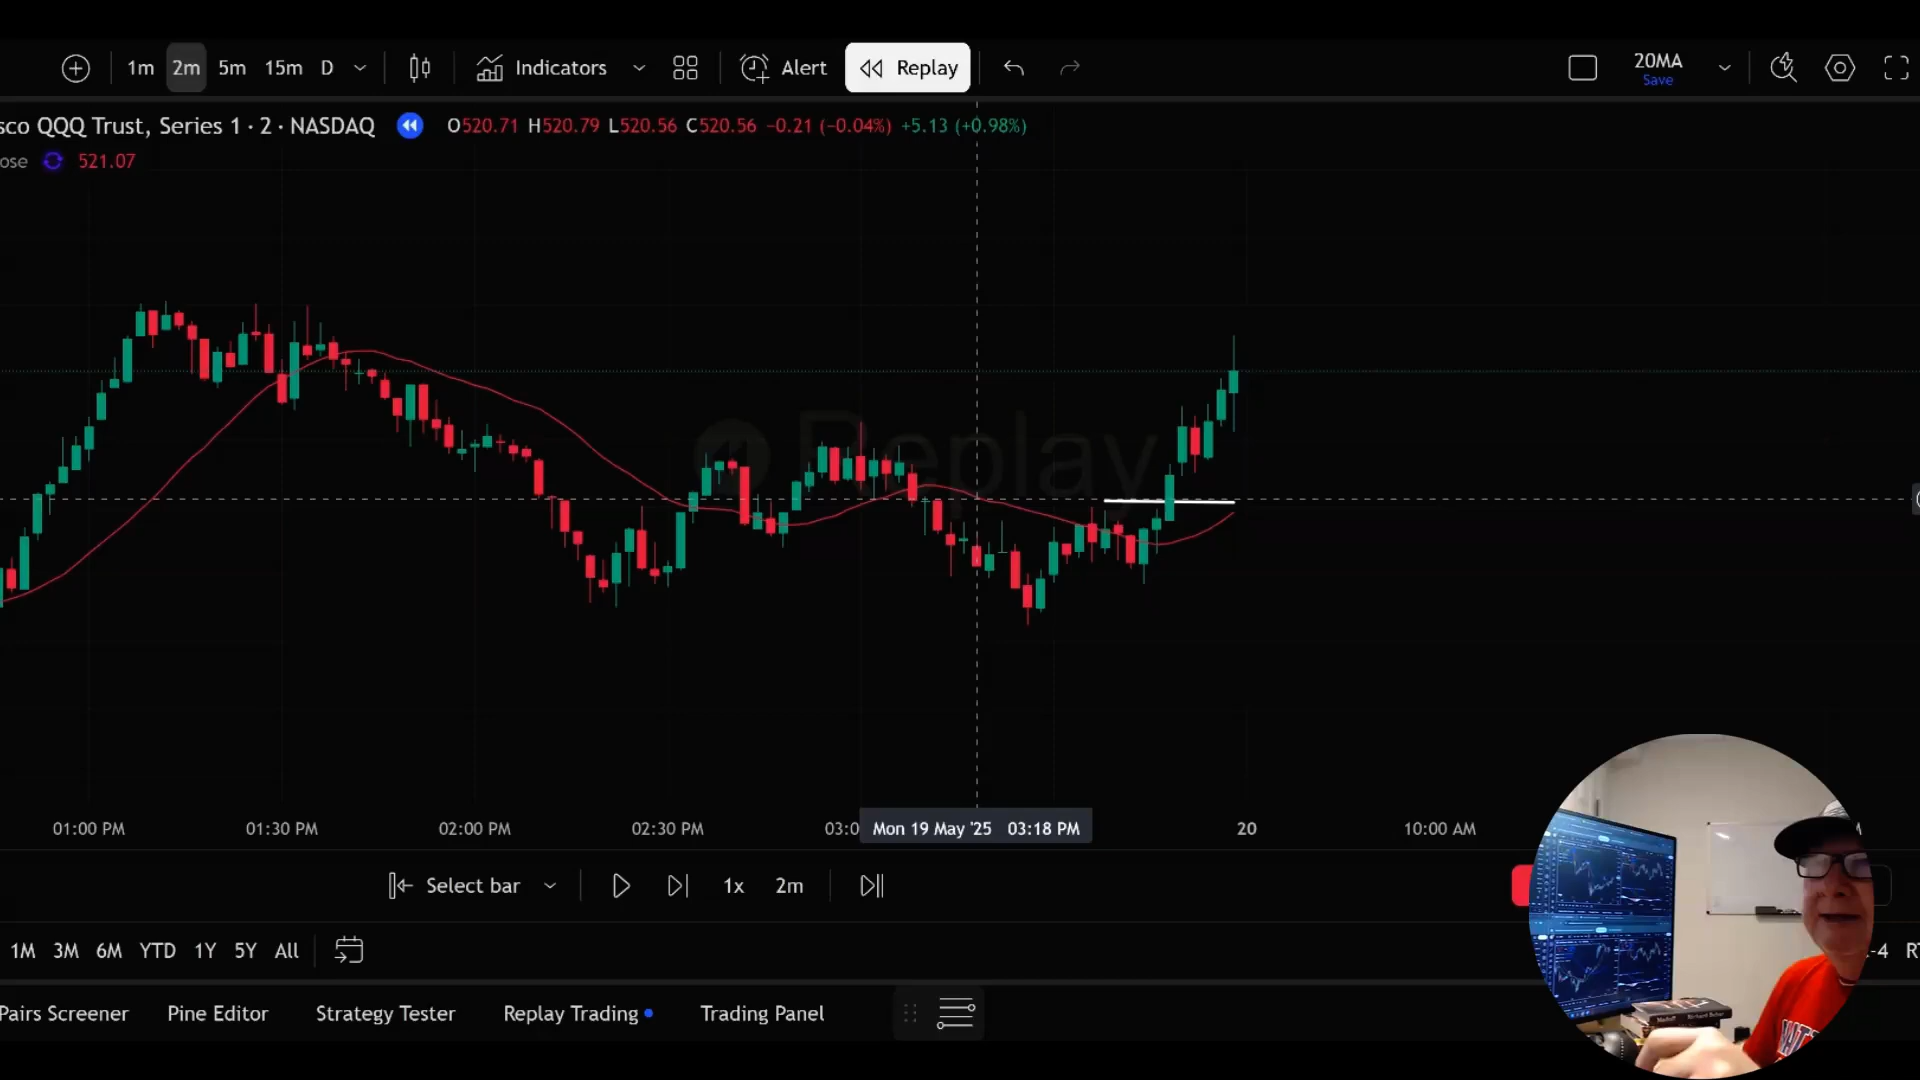 1m 2m 5m 15m D Indicators Alert Replay 20MA
Save
sco QQQ Trust, Series 1 · 2 · NASDAQ O520.71 H520.79 L520.56 C520.56 −0.21 (−0.04%) +5.13 (+0.98%)
ose 521.07
Replay
01:00 PM 01:30 PM 02:00 PM 02:30 PM 03:0 Mon 19 May '25 03:18 PM 20 10:00 AM
Select bar 1x 2m
1M 3M 6M YTD 1Y 5Y All -4 RT
Pairs Screener Pine Editor Strategy Tester Replay Trading Trading Panel